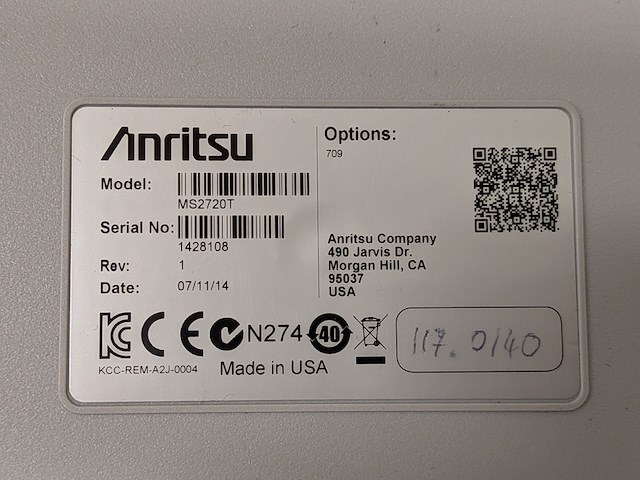 Anritsu
Model:
MS2720T
Serial No:
1428108
Rev: 1
Date: 07/11/14
Options:
709
Anritsu Company
490 Jarvis Dr.
Morgan Hill, CA
95037
USA
N274
40
KCC-REM-A2J-0004
Made in USA
117.0140